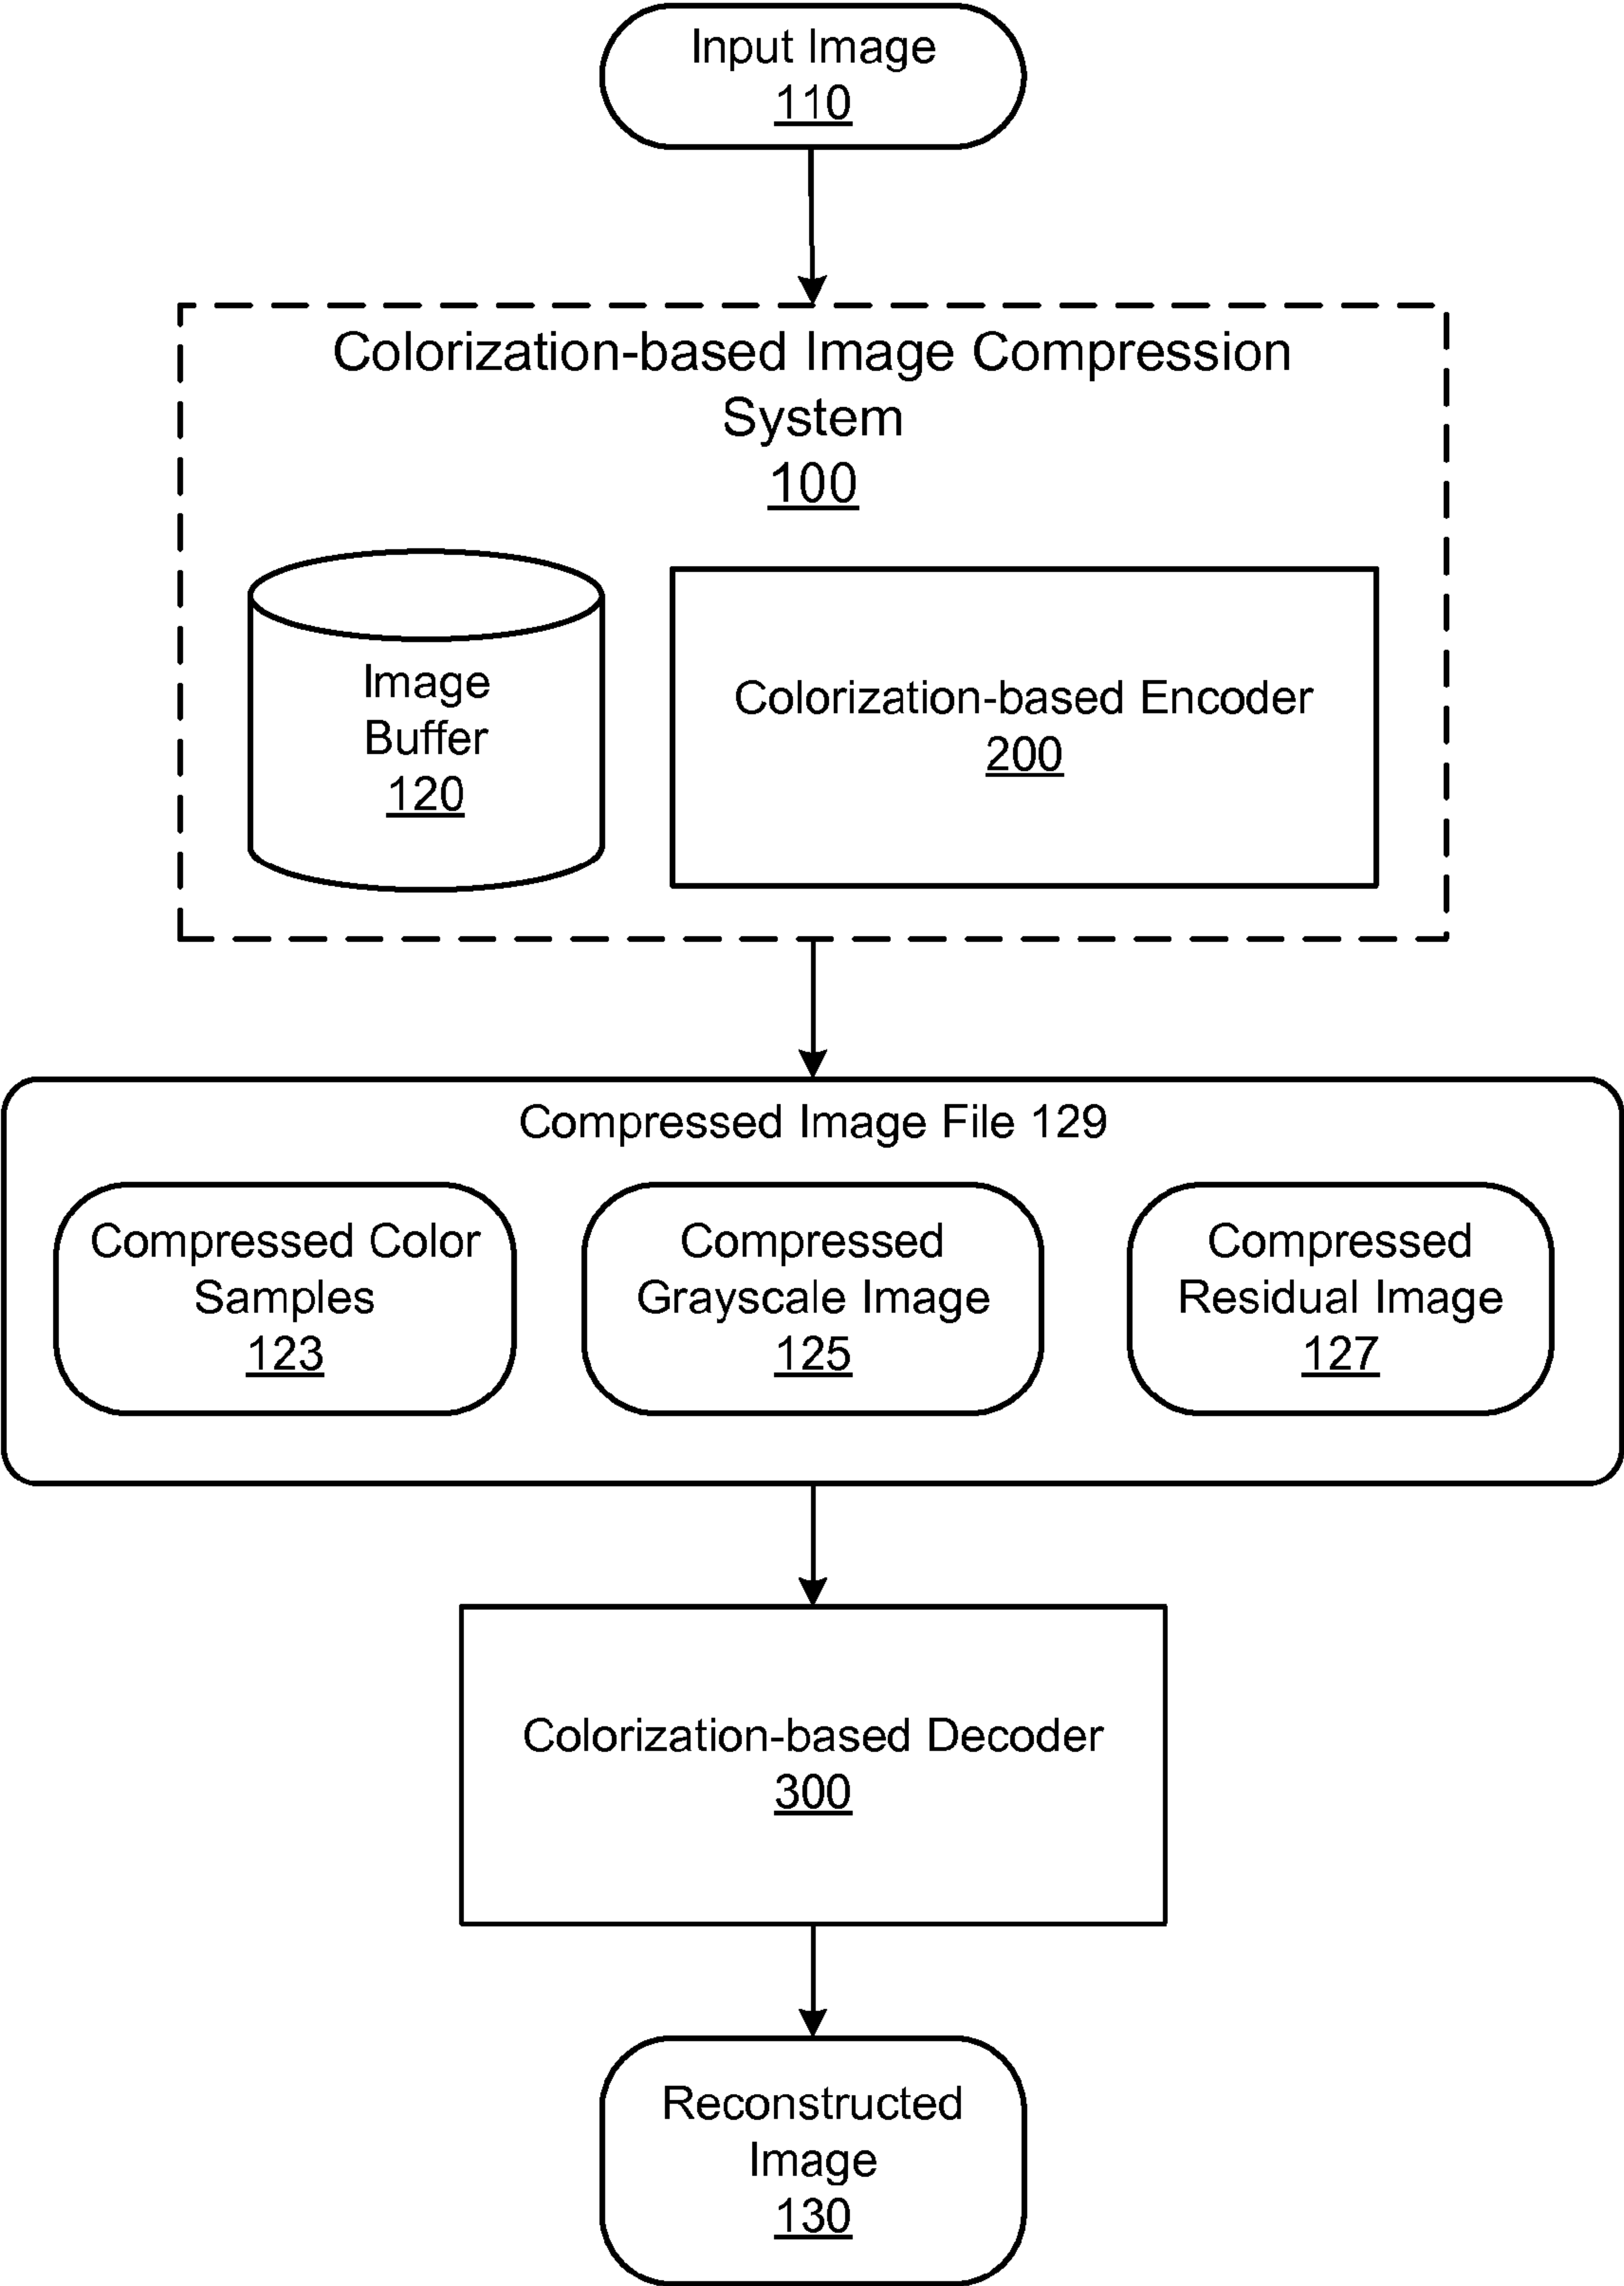 Input Image
110
Colorization-based Image Compression
System
100
Image
Buffer
120
Colorization-based Encoder
200
Compressed Image File 129
Compressed Color
Samples
123
Compressed
Grayscale Image
125
Compressed
Residual Image
127
Colorization-based Decoder
300
Reconstructed
Image
130